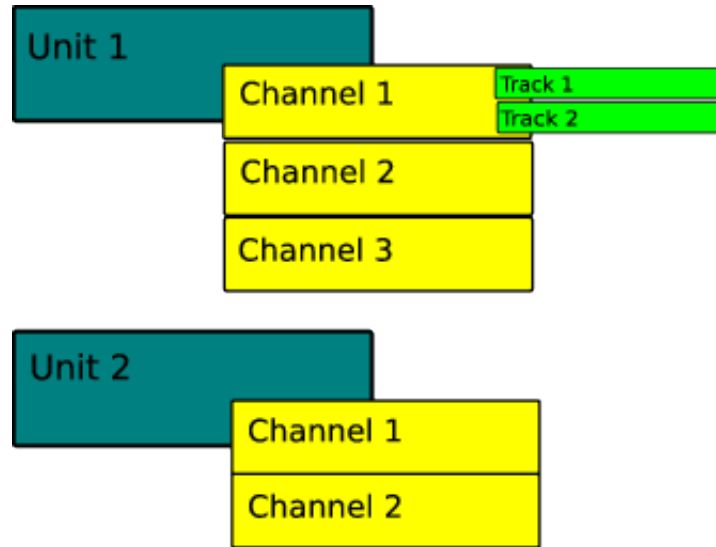 Unit 1
Channel 1
Track 1
Track 2
Channel 2
Channel 3
Unit 2
Channel 1
Channel 2